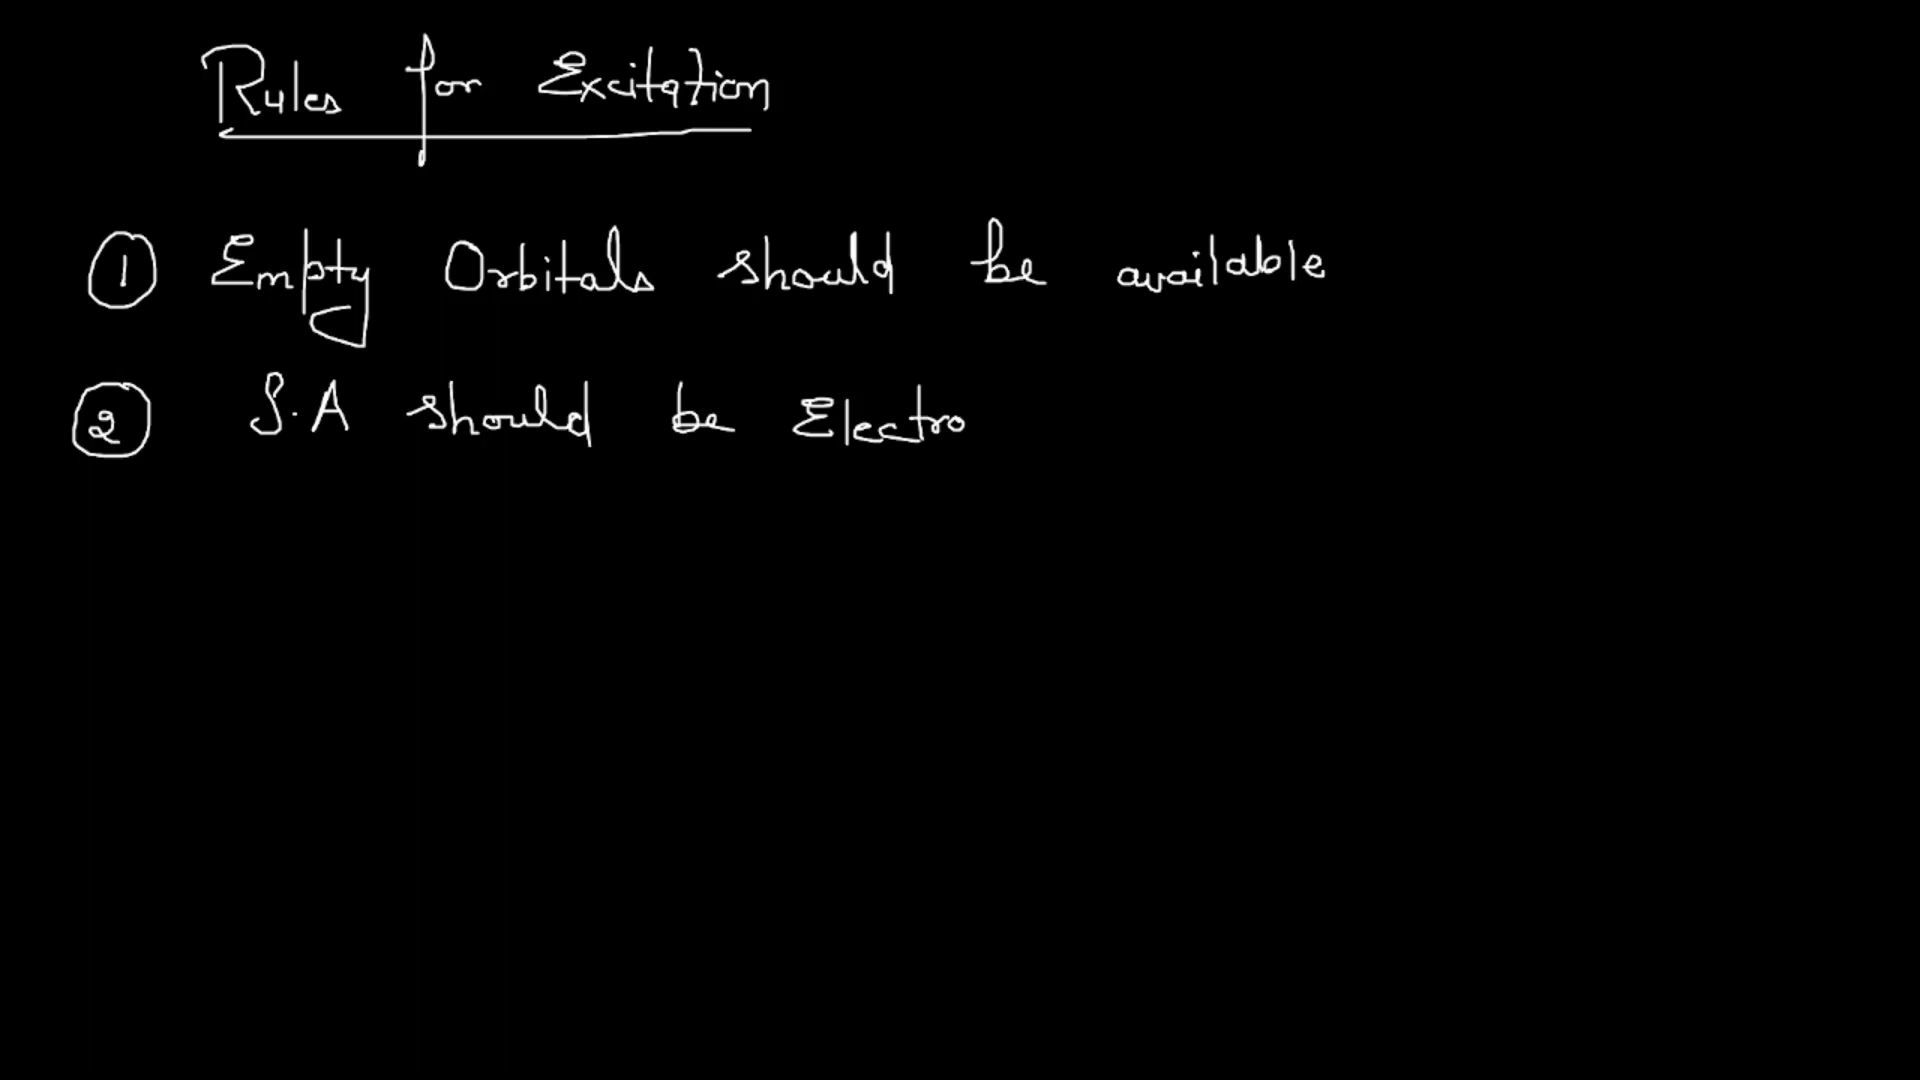 Rules for Excitation
① Empty Orbitals should be available
② S.A should be Electro